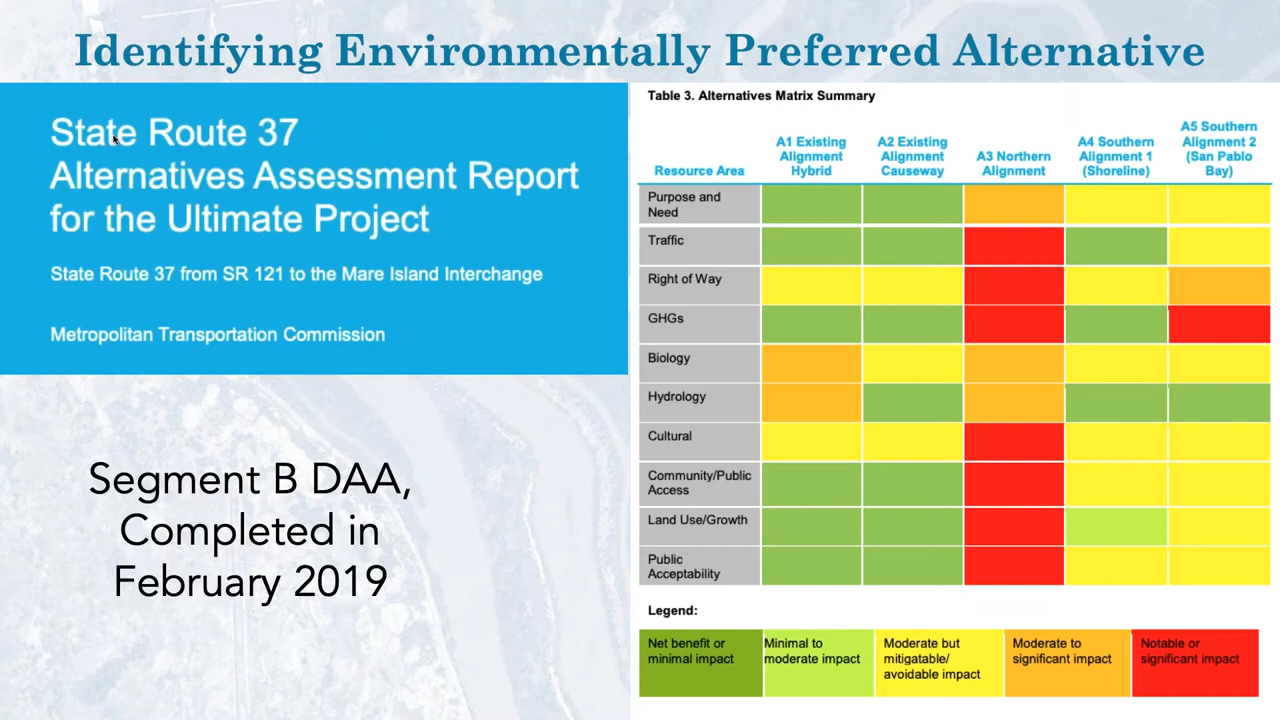 Identifying Environmentally Preferred Alternative
State Route 37
Alternatives Assessment Report
for the Ultimate Project
State Route 37 from SR 121 to the Mare Island Interchange
Metropolitan Transportation Commission
Segment B DAA,
Completed in
February 2019
Table 3. Alternatives Matrix Summary
Resource Area
A1 Existing
Alignment
Hybrid
A2 Existing
Alignment
Causeway
A3 Northern
Alignment
A4 Southern
Alignment 1
(Shoreline)
A5 Southern
Alignment 2
(San Pablo
Bay)
Purpose and
Need
Traffic
Right of Way
GHGs
Biology
Hydrology
Cultural
Community/Public
Access
Land Use/Growth
Public
Acceptability
Legend:
Net benefit or
minimal impact
Minimal to
moderate impact
Moderate but
mitigatable/
avoidable impact
Moderate to
significant impact
Notable or
significant impact